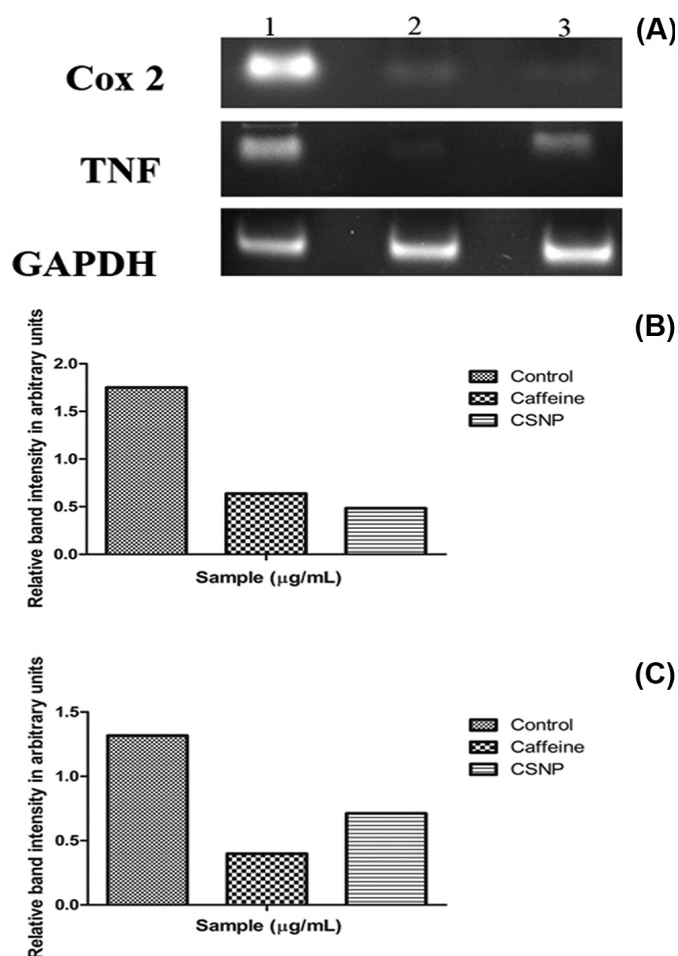 1 2 3 (A)
Cox 2
TNF
GAPDH
(B)
Relative band intensity in arbitrary units
2.0
1.5
1.0
0.5
0.0
Control
Caffeine
CSNP
Sample (μg/mL)
(C)
Relative band intensity in arbitrary units
1.5
1.0
0.5
0.0
Control
Caffeine
CSNP
Sample (μg/mL)